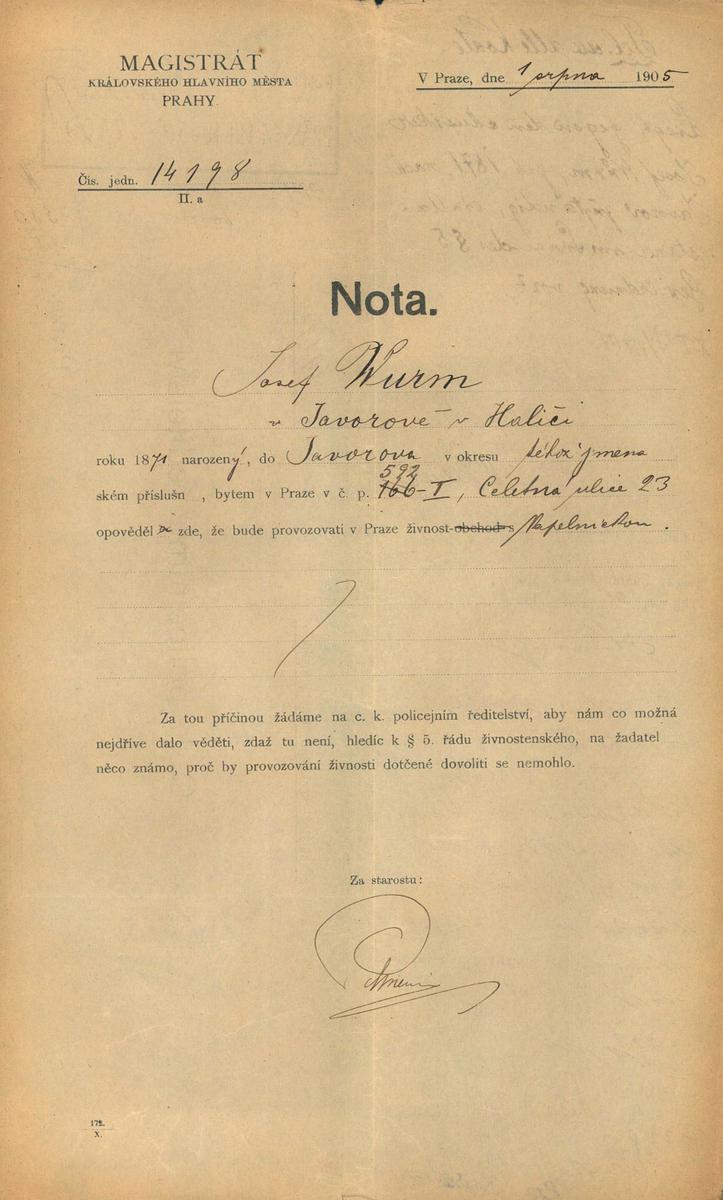 MAGISTRÁT
KRÁLOVSKÉHO HLAVNÍHO MĚSTA
PRAHY
V Praze, dne 1 srpna 1905
Čís. jedn. 14198
II. a
Nota.
Josef Wurm
v Javorově v Haliči
roku 1871 narozený, do Javorova v okresu téhož jmena
592
ském příslušn , bytem v Praze v č. p. 166-I, Celetná ulice 23
opověděl zde, že bude provozovati v Praze živnost obchod s kapelnickou.
Za tou příčinou žádáme na c. k. policejním ředitelství, aby nám co možná
nejdříve dalo věděti, zdaž tu není, hledíc k § 5. řádu živnostenského, na žadatel
něco známo, proč by provozování živnosti dotčené dovoliti se nemohlo.
Za starostu:
172.
X.